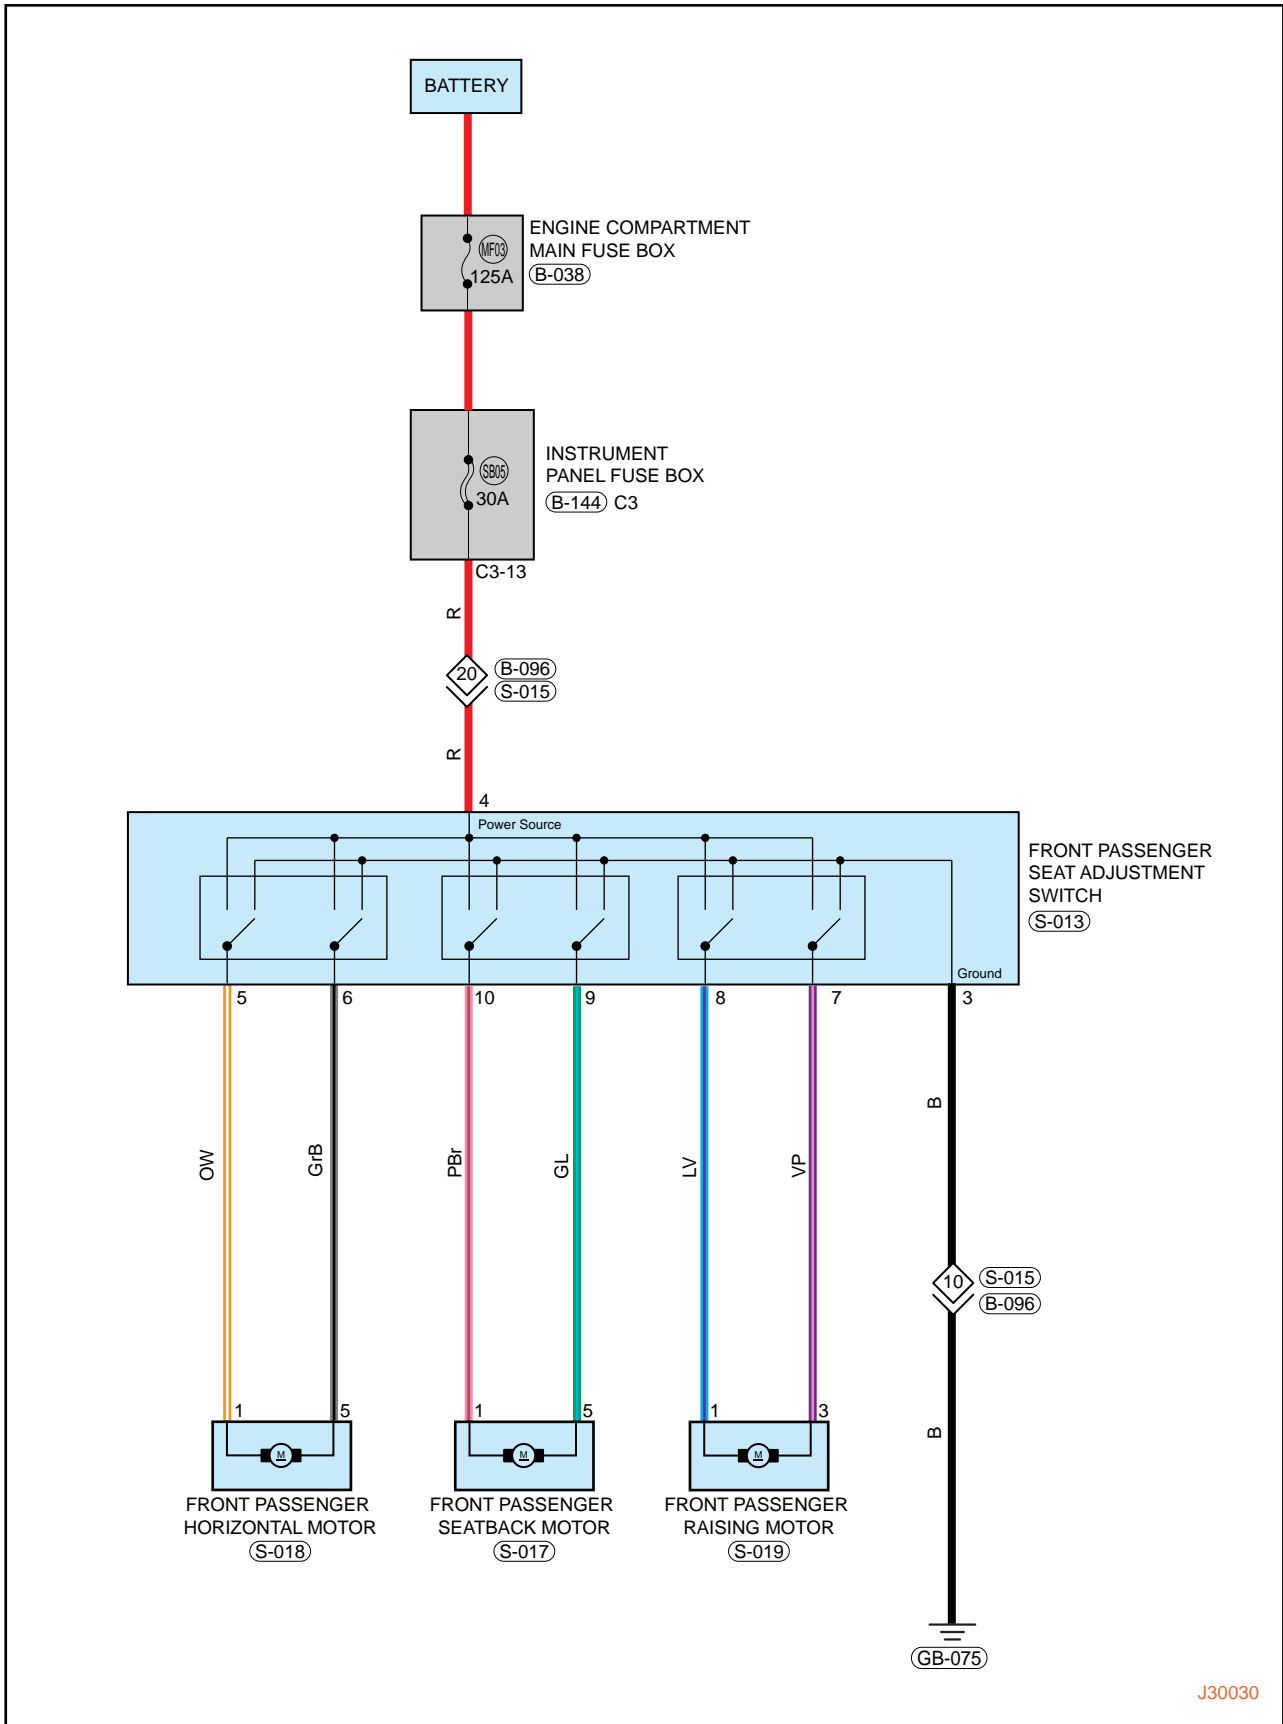 BATTERY
ENGINE COMPARTMENT
MAIN FUSE BOX
MF03
125A
B-038
INSTRUMENT
PANEL FUSE BOX
SB05
30A
B-144 C3
C3-13
R
20
B-096
S-015
R
4
Power Source
FRONT PASSENGER
SEAT ADJUSTMENT
SWITCH
S-013
Ground
5
6
10
9
8
7
3
OW
GrB
PBr
GL
LV
VP
B
10
S-015
B-096
B
1
5
1
5
1
3
M
M
M
FRONT PASSENGER
HORIZONTAL MOTOR
S-018
FRONT PASSENGER
SEATBACK MOTOR
S-017
FRONT PASSENGER
RAISING MOTOR
S-019
GB-075
J30030